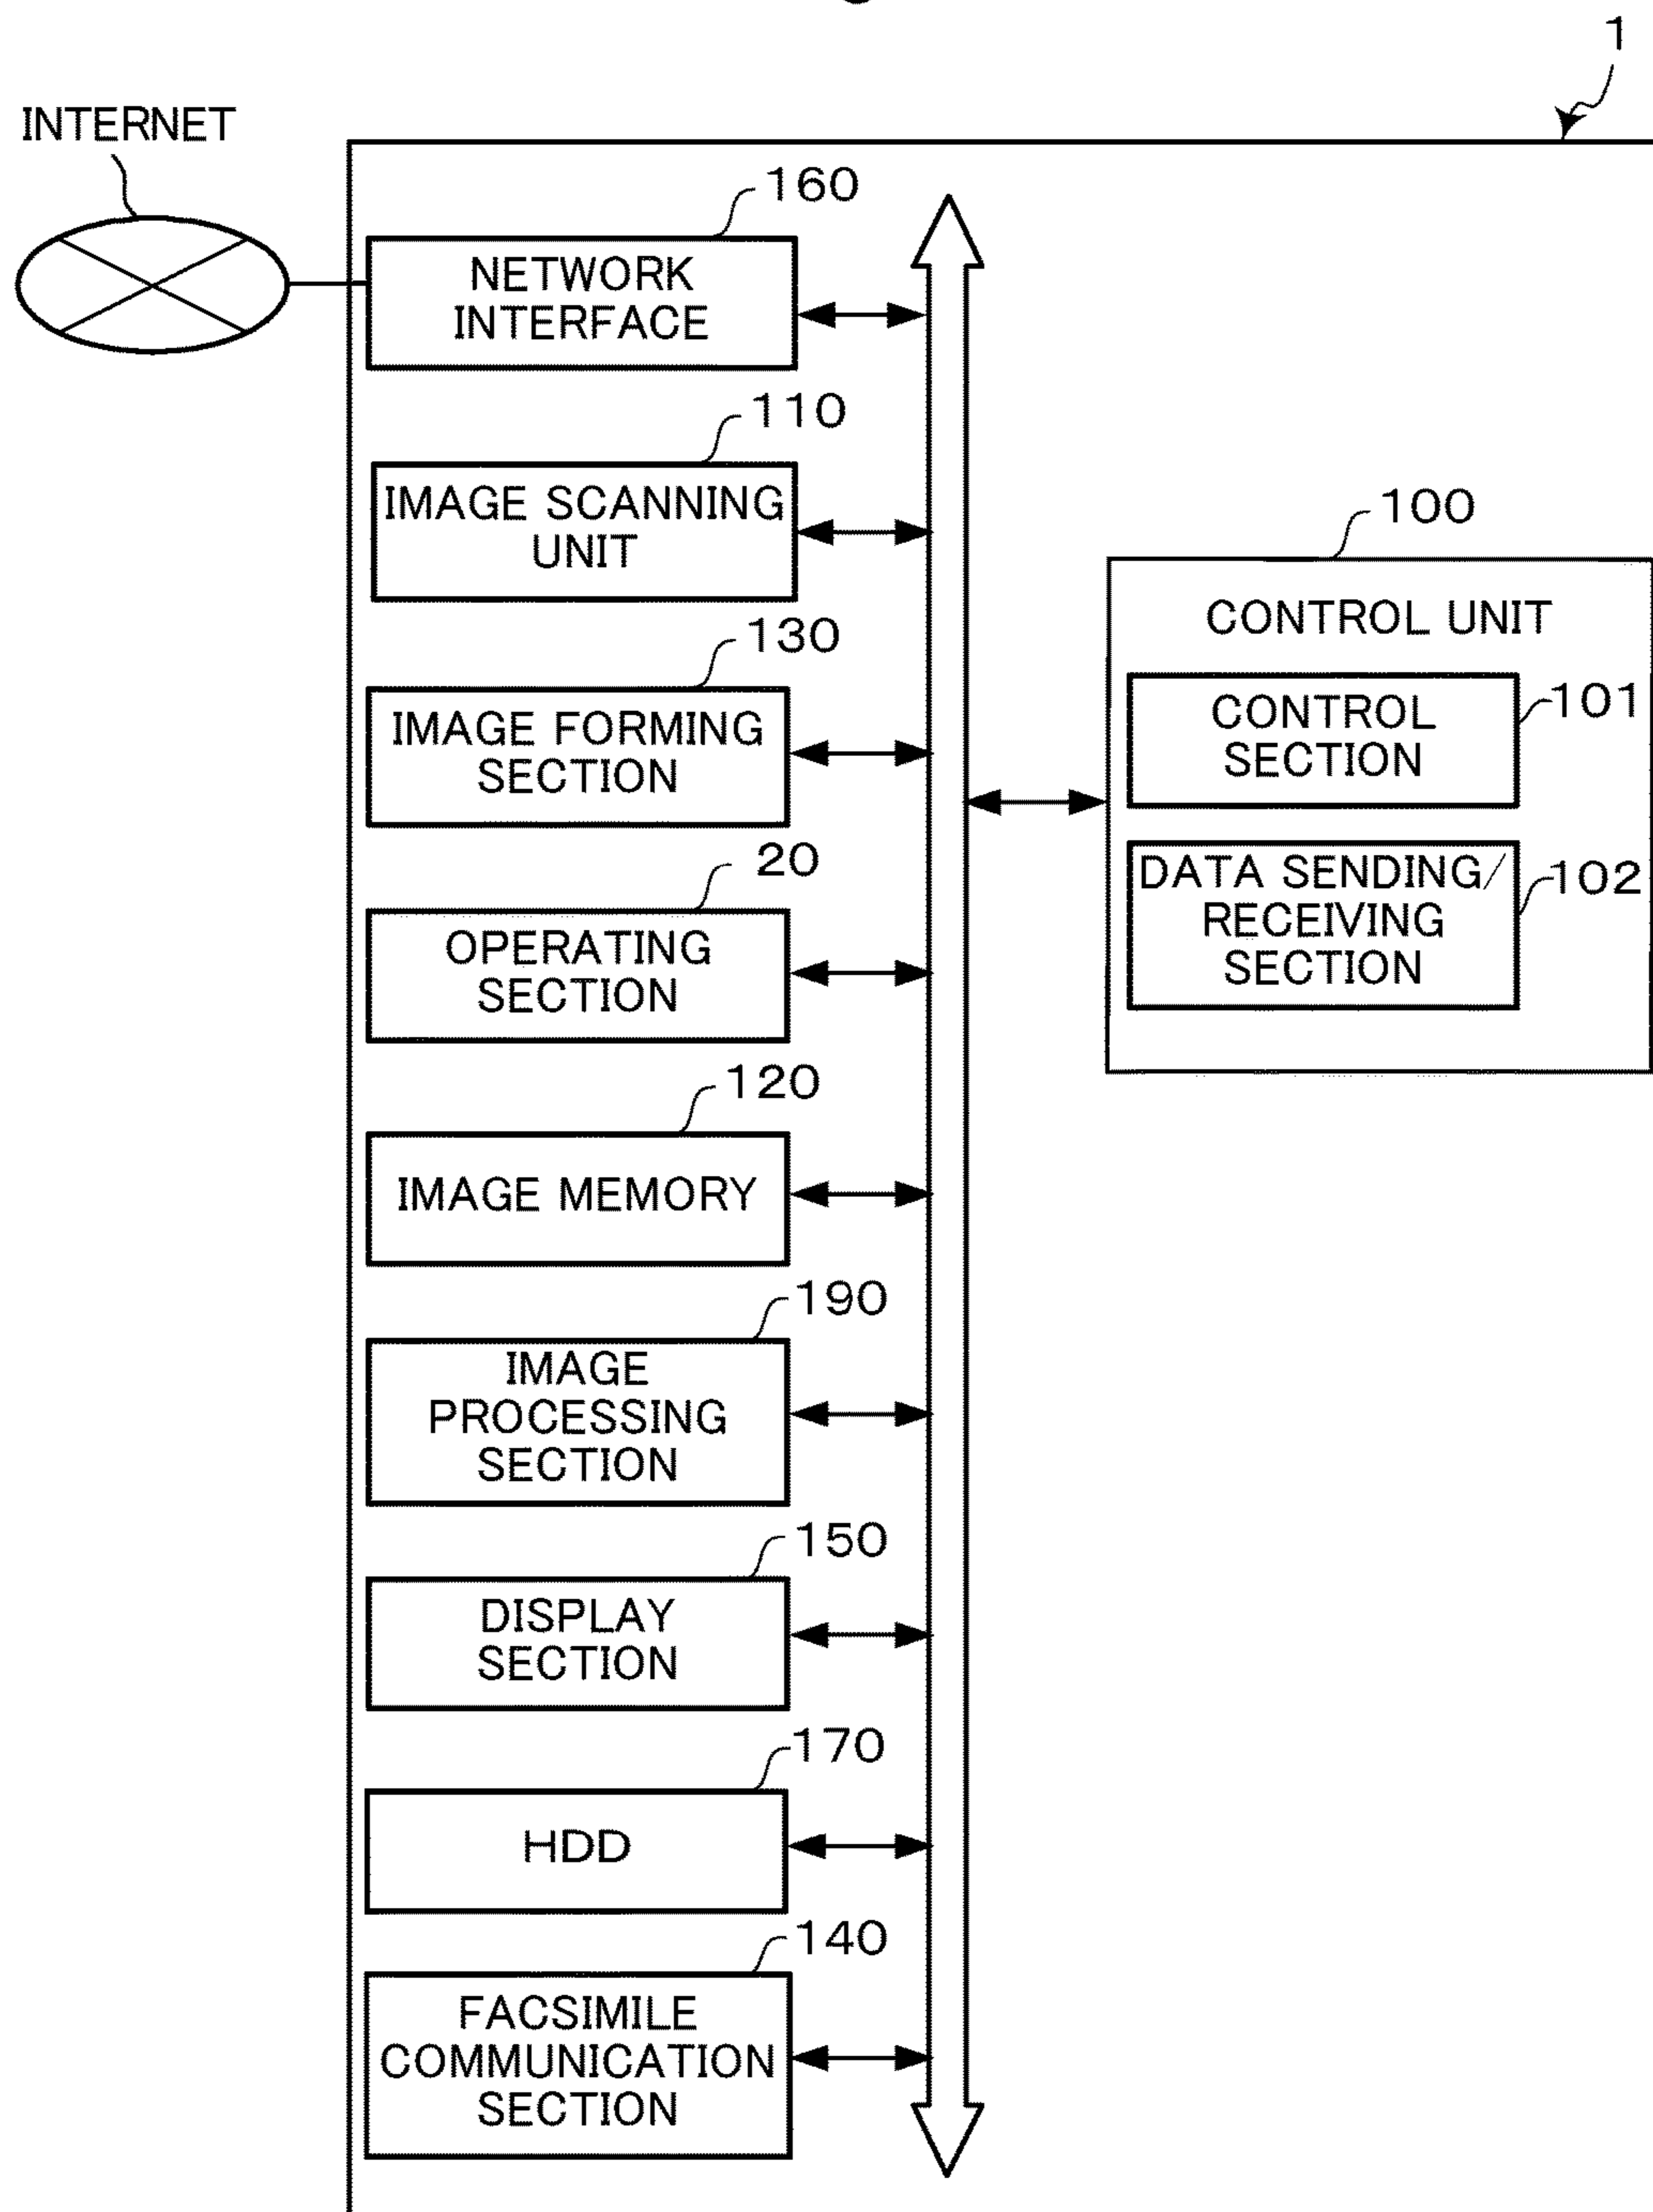 1
INTERNET
160
NETWORK
INTERFACE
110
IMAGE SCANNING
UNIT
130
IMAGE FORMING
SECTION
20
OPERATING
SECTION
120
IMAGE MEMORY
190
IMAGE
PROCESSING
SECTION
150
DISPLAY
SECTION
170
HDD
140
FACSIMILE
COMMUNICATION
SECTION
100
CONTROL UNIT
CONTROL
SECTION
101
DATA SENDING/
RECEIVING
SECTION
102